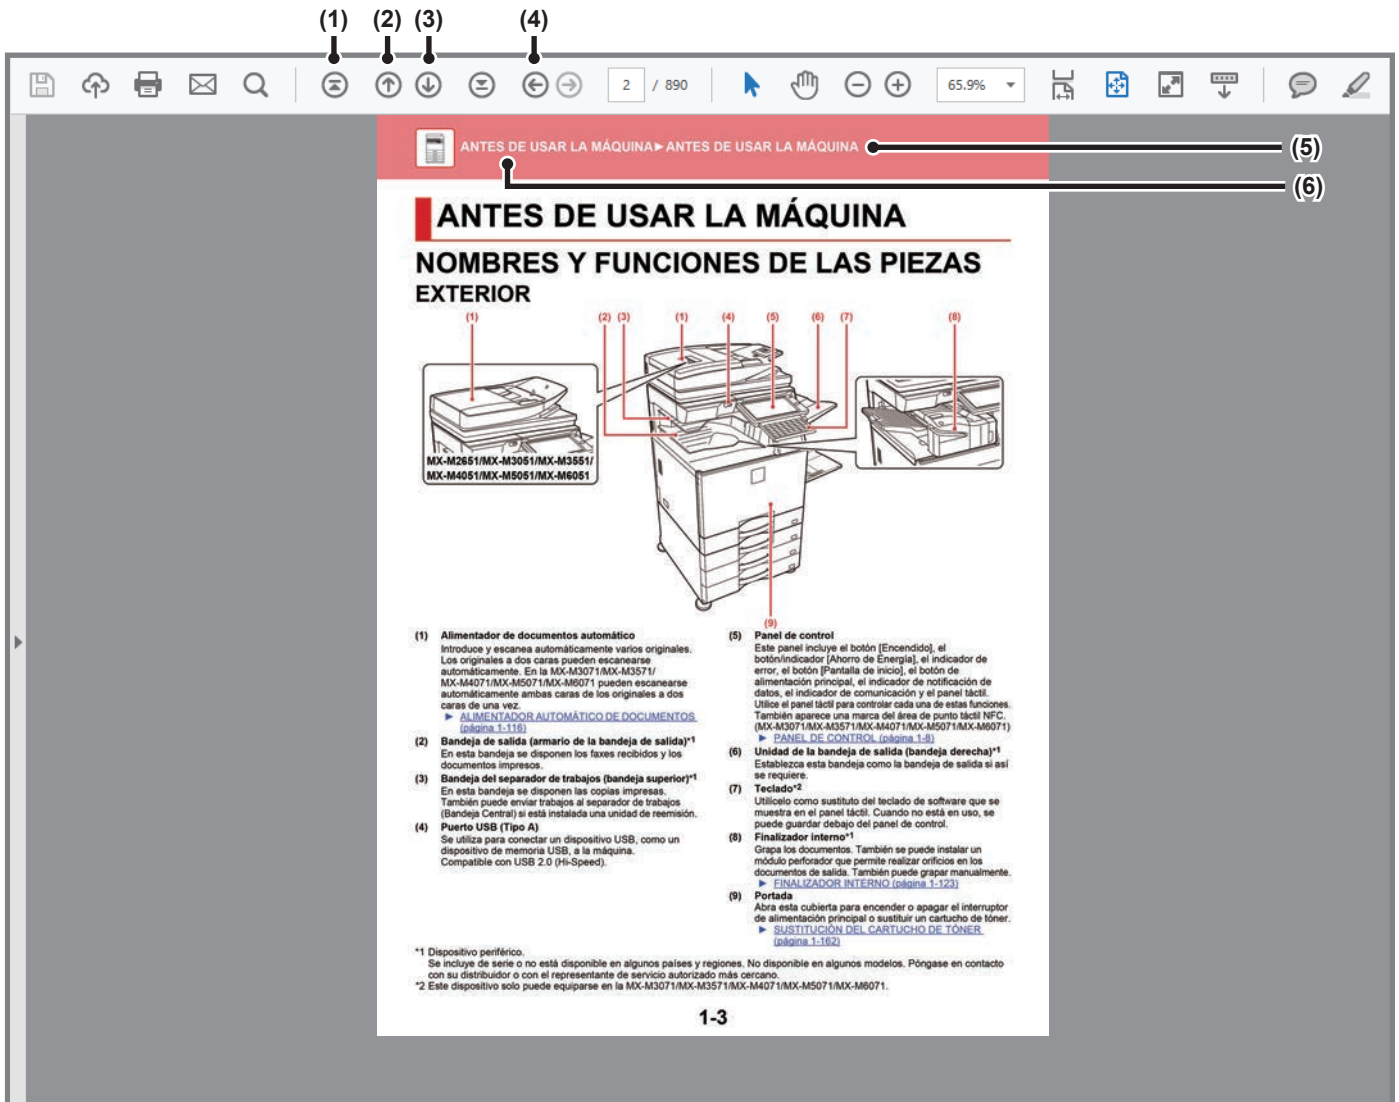 (1) (2) (3) (4)
2 / 890 65.9%
ANTES DE USAR LA MÁQUINA►ANTES DE USAR LA MÁQUINA (5)
(6)
ANTES DE USAR LA MÁQUINA
NOMBRES Y FUNCIONES DE LAS PIEZAS
EXTERIOR
(1) (2) (3) (1) (4) (5) (6) (7) (8)
MX-M2651/MX-M3051/MX-M3551/
MX-M4051/MX-M5051/MX-M6051
(9)
(1) Alimentador de documentos automático
Introduce y escanea automáticamente varios originales.
Los originales a dos caras pueden escanearse
automáticamente. En la MX-M3071/MX-M3571/
MX-M4071/MX-M5071/MX-M6071 pueden escanearse
automáticamente ambas caras de los originales a dos
caras de una vez.
► ALIMENTADOR AUTOMÁTICO DE DOCUMENTOS
(página 1-116)
(2) Bandeja de salida (armario de la bandeja de salida)*1
En esta bandeja se disponen los faxes recibidos y los
documentos impresos.
(3) Bandeja del separador de trabajos (bandeja superior)*1
En esta bandeja se disponen las copias impresas.
También puede enviar trabajos al separador de trabajos
(Bandeja Central) si está instalada una unidad de reemisión.
(4) Puerto USB (Tipo A)
Se utiliza para conectar un dispositivo USB, como un
dispositivo de memoria USB, a la máquina.
Compatible con USB 2.0 (Hi-Speed).
(5) Panel de control
Este panel incluye el botón [Encendido], el
botón/indicador [Ahorro de Energía], el indicador de
error, el botón [Pantalla de inicio], el botón de
alimentación principal, el indicador de notificación de
datos, el indicador de comunicación y el panel táctil.
Utilice el panel táctil para controlar cada una de estas funciones.
También aparece una marca del área de punto táctil NFC.
(MX-M3071/MX-M3571/MX-M4071/MX-M5071/MX-M6071)
► PANEL DE CONTROL (página 1-8)
(6) Unidad de la bandeja de salida (bandeja derecha)*1
Establezca esta bandeja como la bandeja de salida si así
se requiere.
(7) Teclado*2
Utilícelo como sustituto del teclado de software que se
muestra en el panel táctil. Cuando no está en uso, se
puede guardar debajo del panel de control.
(8) Finalizador interno*1
Grapa los documentos. También se puede instalar un
módulo perforador que permite realizar orificios en los
documentos de salida. También puede grapar manualmente.
► FINALIZADOR INTERNO (página 1-123)
(9) Portada
Abra esta cubierta para encender o apagar el interruptor
de alimentación principal o sustituir un cartucho de tóner.
► SUSTITUCIÓN DEL CARTUCHO DE TÓNER
(página 1-162)
*1 Dispositivo periférico.
Se incluye de serie o no está disponible en algunos países y regiones. No disponible en algunos modelos. Póngase en contacto
con su distribuidor o con el representante de servicio autorizado más cercano.
*2 Este dispositivo solo puede equiparse en la MX-M3071/MX-M3571/MX-M4071/MX-M5071/MX-M6071.
1-3